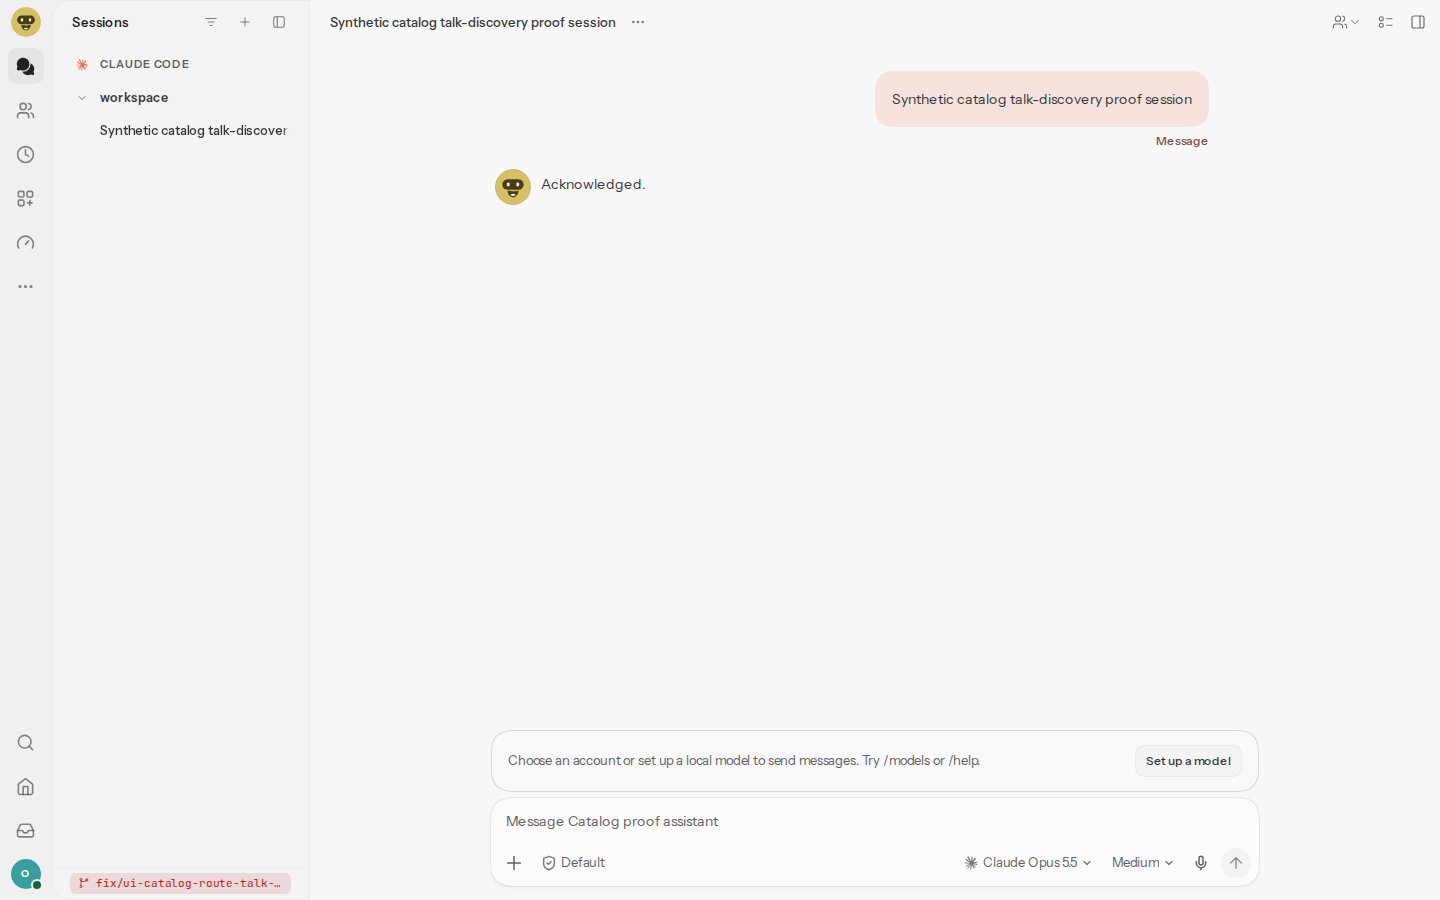 Sessions
CLAUDE CODE
workspace
Synthetic catalog talk-discover
fix/ui-catalog-route-talk-…
O
Synthetic catalog talk-discovery proof session
Synthetic catalog talk-discovery proof session
Message
Acknowledged.
Choose an account or set up a local model to send messages. Try /models or /help.
Set up a model
Message Catalog proof assistant
Default
Claude Opus 5.5
Medium